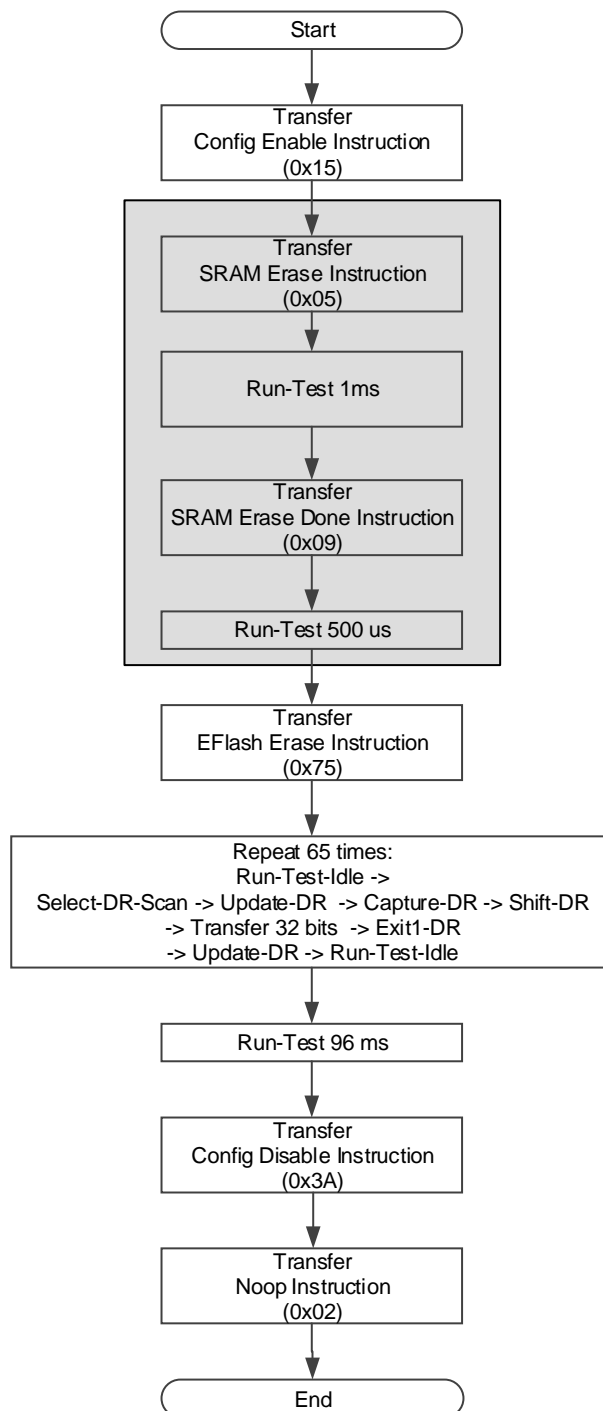 Start
Transfer
Config Enable Instruction
(0x15)
Transfer
SRAM Erase Instruction
(0x05)
Run-Test 1ms
Transfer
SRAM Erase Done Instruction
(0x09)
Run-Test 500 us
Transfer
EFlash Erase Instruction
(0x75)
Repeat 65 times:
Run-Test-Idle ->
Select-DR-Scan -> Update-DR -> Capture-DR -> Shift-DR
-> Transfer 32 bits -> Exit1-DR
-> Update-DR -> Run-Test-Idle
Run-Test 96 ms
Transfer
Config Disable Instruction
(0x3A)
Transfer
Noop Instruction
(0x02)
End